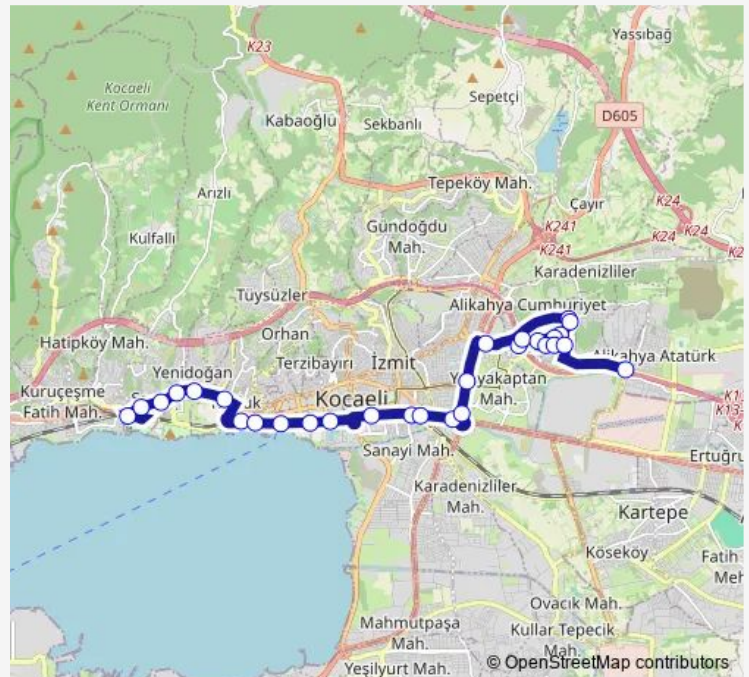 Yassıbağ
K23
Kocaeli
Kent Ormanı
Sepetçi
D605
Kabaoğlu
Sekbanlı
Arızlı
Tepeköy Mah.
Çayır
K24
K24
K24
K241
K241
Gündoğdu
Mah.
Kulfallı
Karadenizliler
Tüysüzler
Alikahya Cumhuriyet
Orhan
Hatipköy Mah.
Terzibayırı
İzmit
Alikahya Atatürk
Yenidoğan
Kuruçeşme
Fatih Mah.
Kocaeli
Mah.
Sanayi Mah.
Ertuğru
Karadenizliler
Mah.
Kartepe
Köseköy
Fatih
Meh
Ovacık Mah.
Mahmutpaşa
Mah.
Kullar Tepecik
Mah.
Yeşilyurt Mah.
© OpenStreetMap contributors